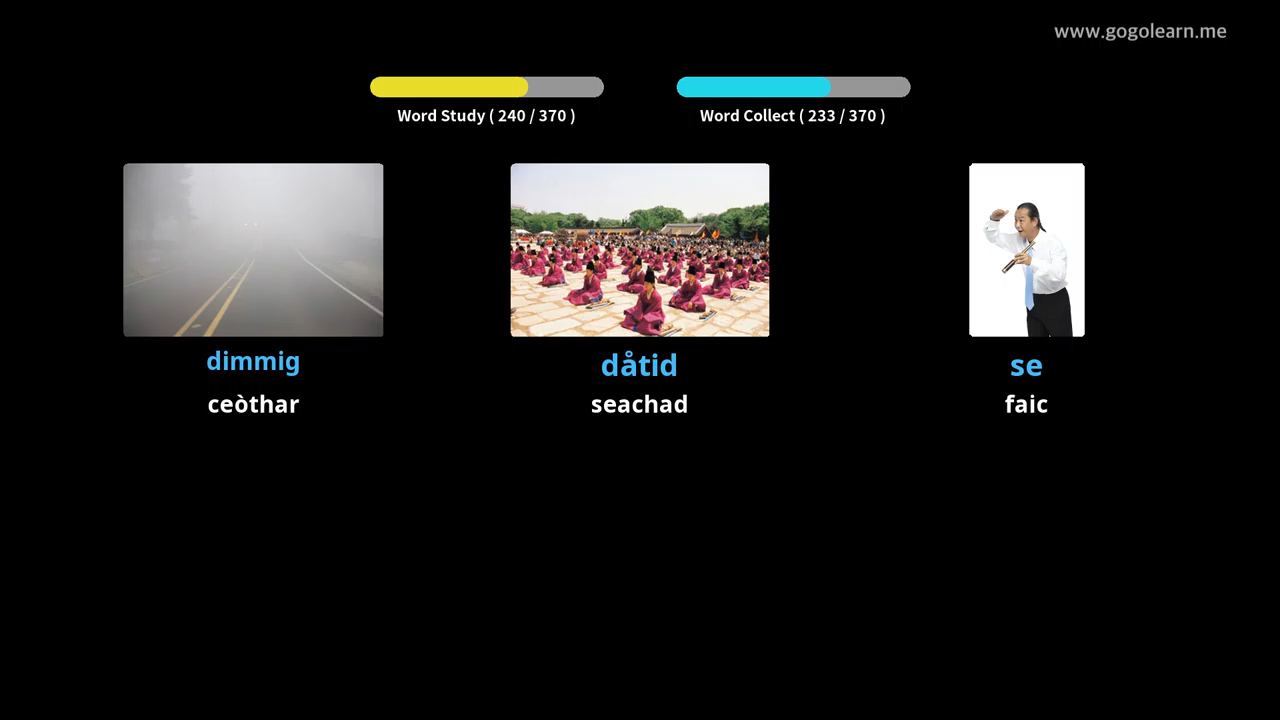 www.gogolearn.me
Word Study ( 240 / 370 )
Word Collect ( 233 / 370 )
dimmig
dåtid
se
ceòthar
seachad
faic